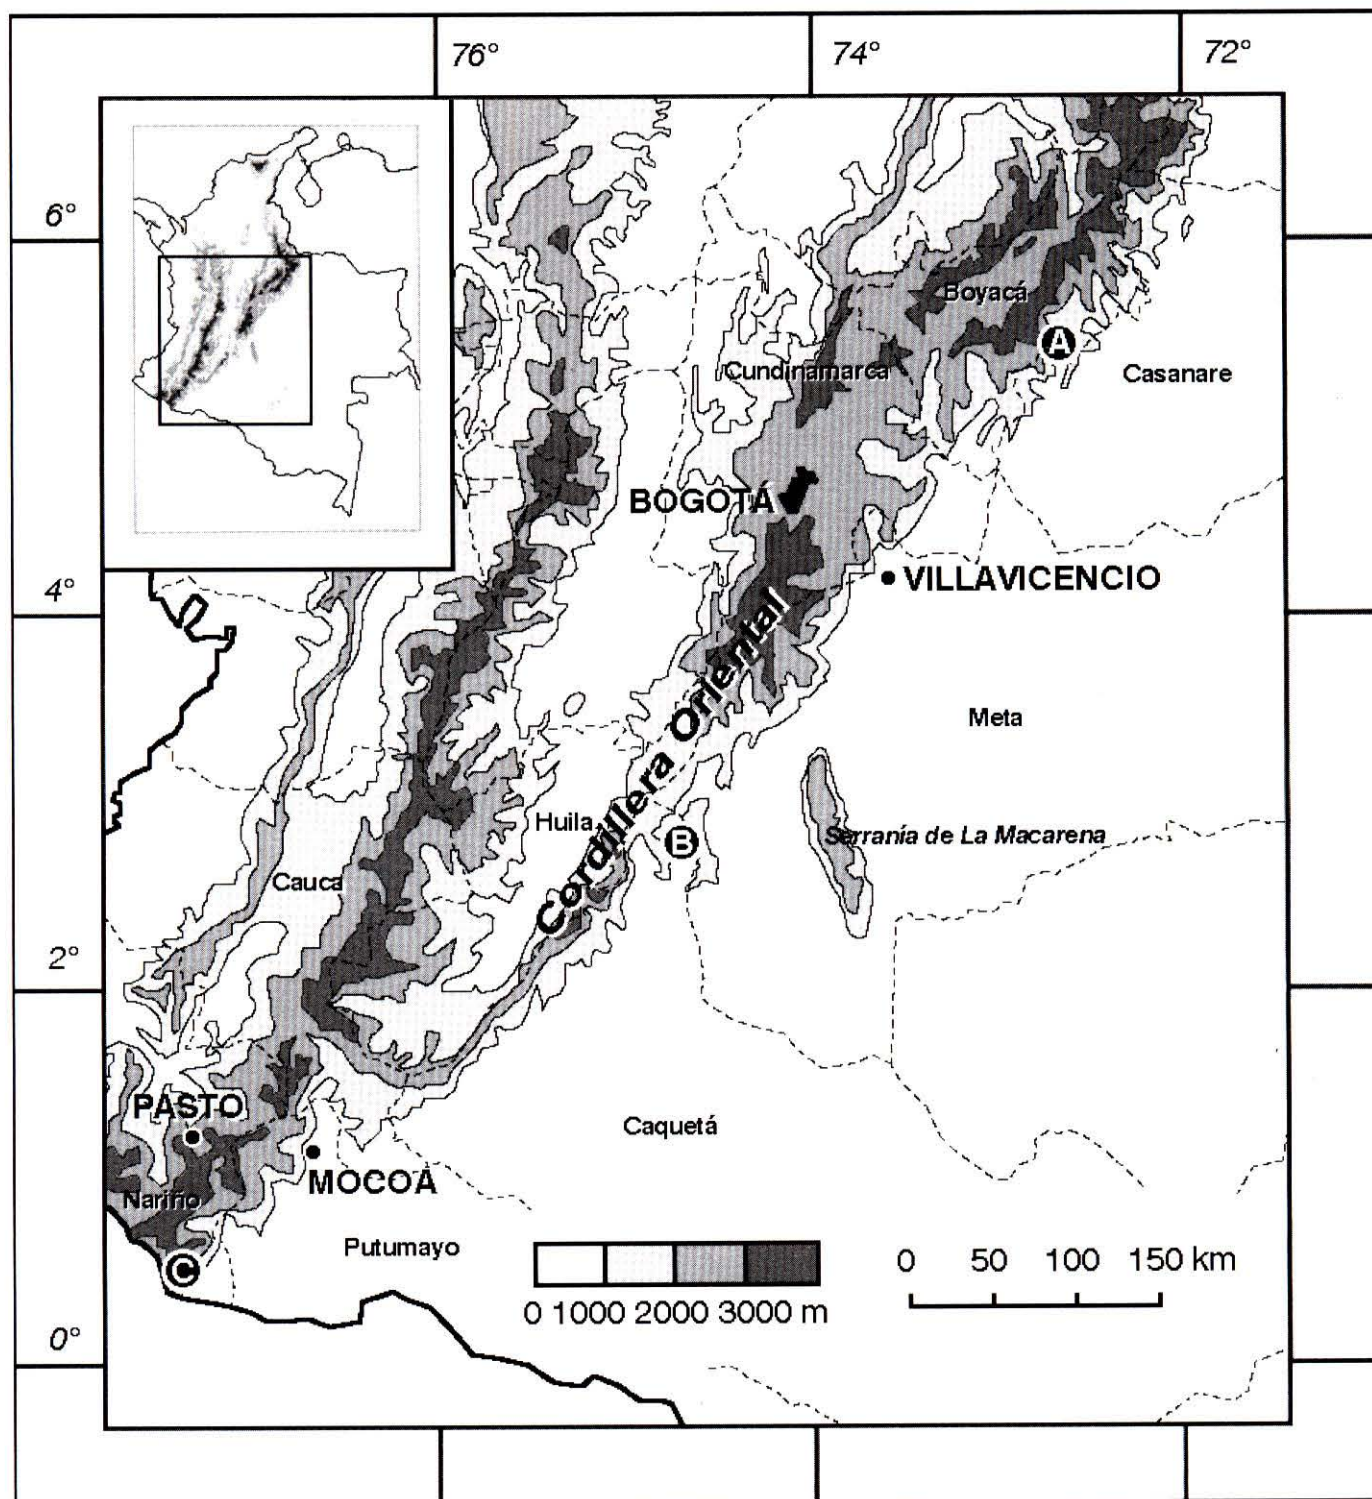 76° 74° 72°
6°
Boyacá
A
Cundinamarca
Casanare
BOGOTÁ
4°
VILLAVICENCIO
Cordillera Oriental
Meta
Huila
B
Serranía de La Macarena
Cauca
2°
PASTO
Caquetá
MOCOA
Nariño
Putumayo
C
0 50 100 150 km
0 1000 2000 3000 m
0°